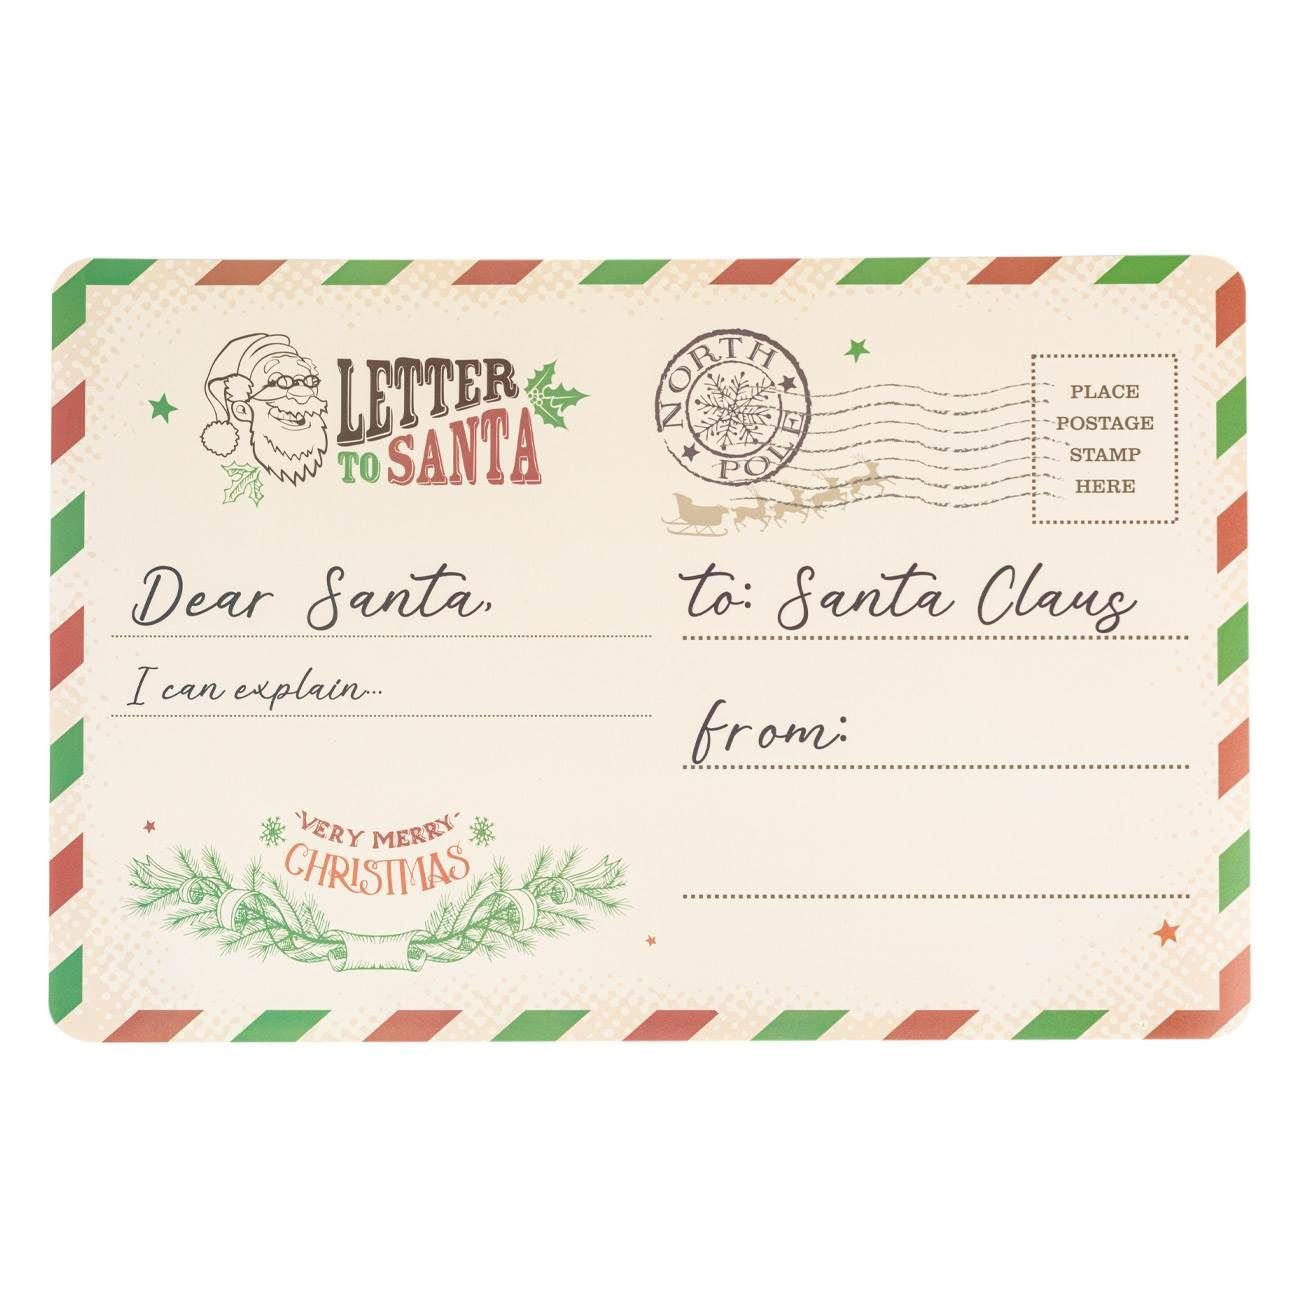 LETTER
TO SANTA
NORTH
POLE
PLACE
POSTAGE
STAMP
HERE
Dear Santa,
I can explain...
to: Santa Claus
from:
VERY MERRY
CHRISTMAS